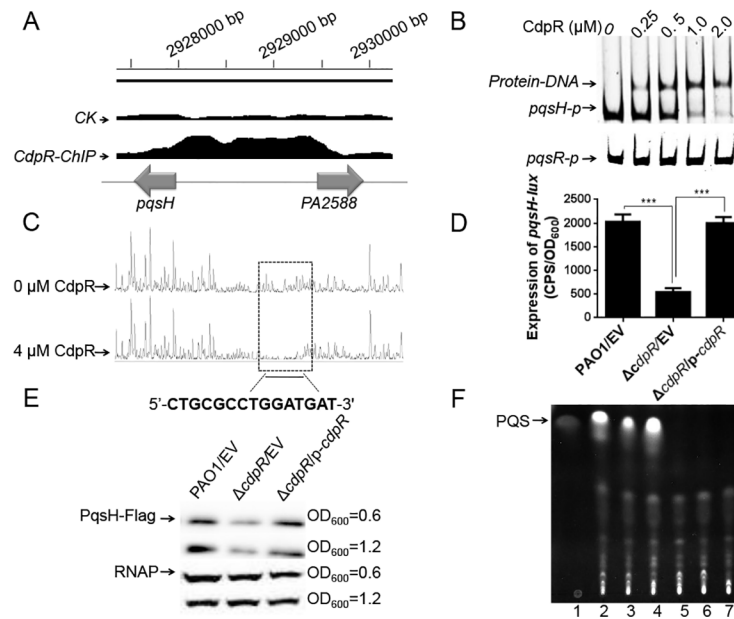 A
2928000 bp
2929000 bp
2930000 bp
CK
CdpR-ChIP
pqsH
PA2588
B
CdpR (µM)
0
0.25
0.5
1.0
2.0
Protein-DNA
pqsH-p
pqsR-p
C
0 µM CdpR
4 µM CdpR
5'-CTGCGCCTGGATGAT-3'
D
Expression of pqsH-lux
(CPS/OD600)
2500
2000
1500
1000
500
0
***
***
PAO1/EV
ΔcdpR/EV
ΔcdpR/p-cdpR
E
PAO1/EV
ΔcdpR/EV
ΔcdpR/p-cdpR
PqsH-Flag
OD600=0.6
OD600=1.2
RNAP
OD600=0.6
OD600=1.2
F
PQS
1 2 3 4 5 6 7